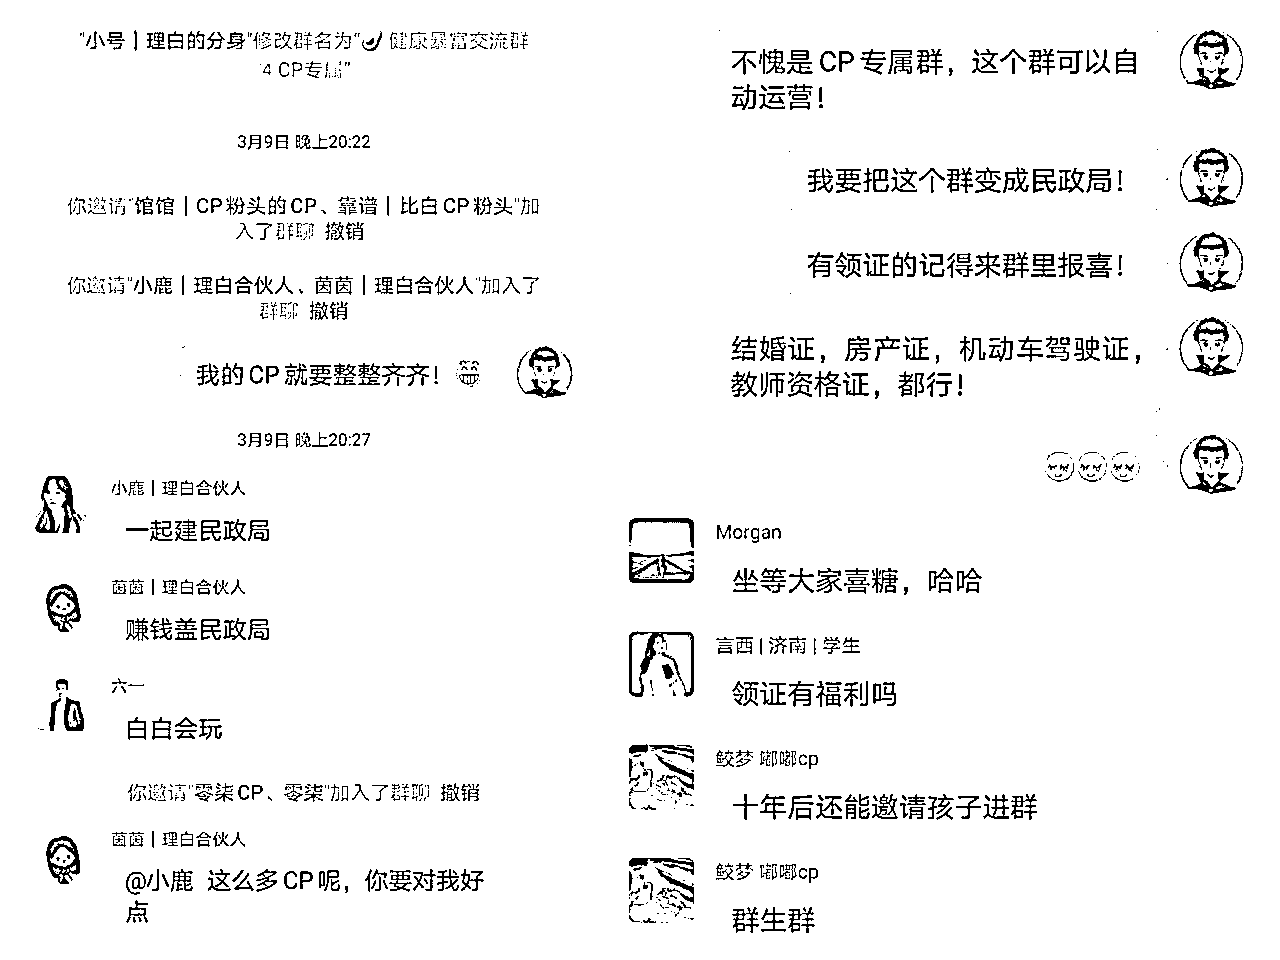 "小号丨理白的分身"修改群名为"🌶 健康暴富交流群
4 CP专属"
3月9日 晚上20:22
你邀请"馆馆丨CP粉头的CP、靠谱丨比白CP粉头"加
入了群聊 撤销
你邀请"小鹿丨理白合伙人、茵茵丨理白合伙人"加入了
群聊 撤销
我的CP就要整整齐齐！😁
3月9日 晚上20:27
小鹿丨理白合伙人
一起建民政局
茵茵丨理白合伙人
赚钱盖民政局
六一
白白会玩
你邀请"零柒CP、零柒"加入了群聊 撤销
茵茵丨理白合伙人
@小鹿 这么多CP呢，你要对我好
点
不愧是CP专属群，这个群可以自
动运营！
我要把这个群变成民政局！
有领证的记得来群里报喜！
结婚证，房产证，机动车驾驶证，
教师资格证，都行！
Morgan
坐等大家喜糖，哈哈
言西 | 济南 | 学生
领证有福利吗
鲛梦 嘟嘟cp
十年后还能邀请孩子进群
鲛梦 嘟嘟cp
群生群